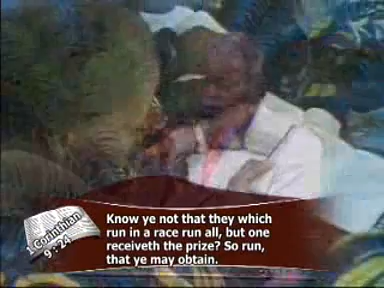 1 Corinthian
9 : 24
Know ye not that they which
run in a race run all, but one
receiveth the prize? So run,
that ye may obtain.